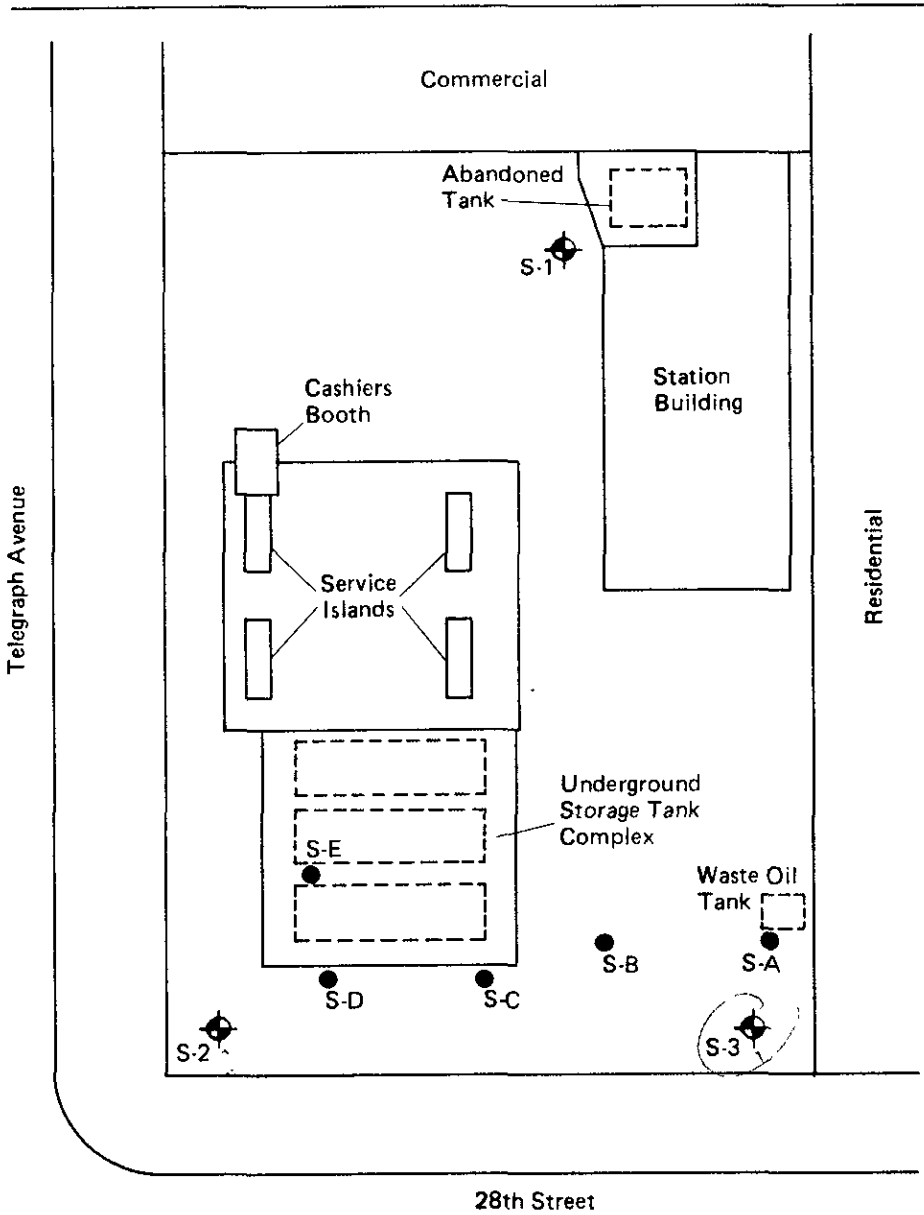 Commercial
Abandoned
Tank
S-1
Station
Building
Cashiers
Booth
Telegraph Avenue
Service
Islands
Residential
Underground
Storage Tank
Complex
S-E
Waste Oil
Tank
S-B
S-A
S-D
S-C
S-2
S-3
28th Street